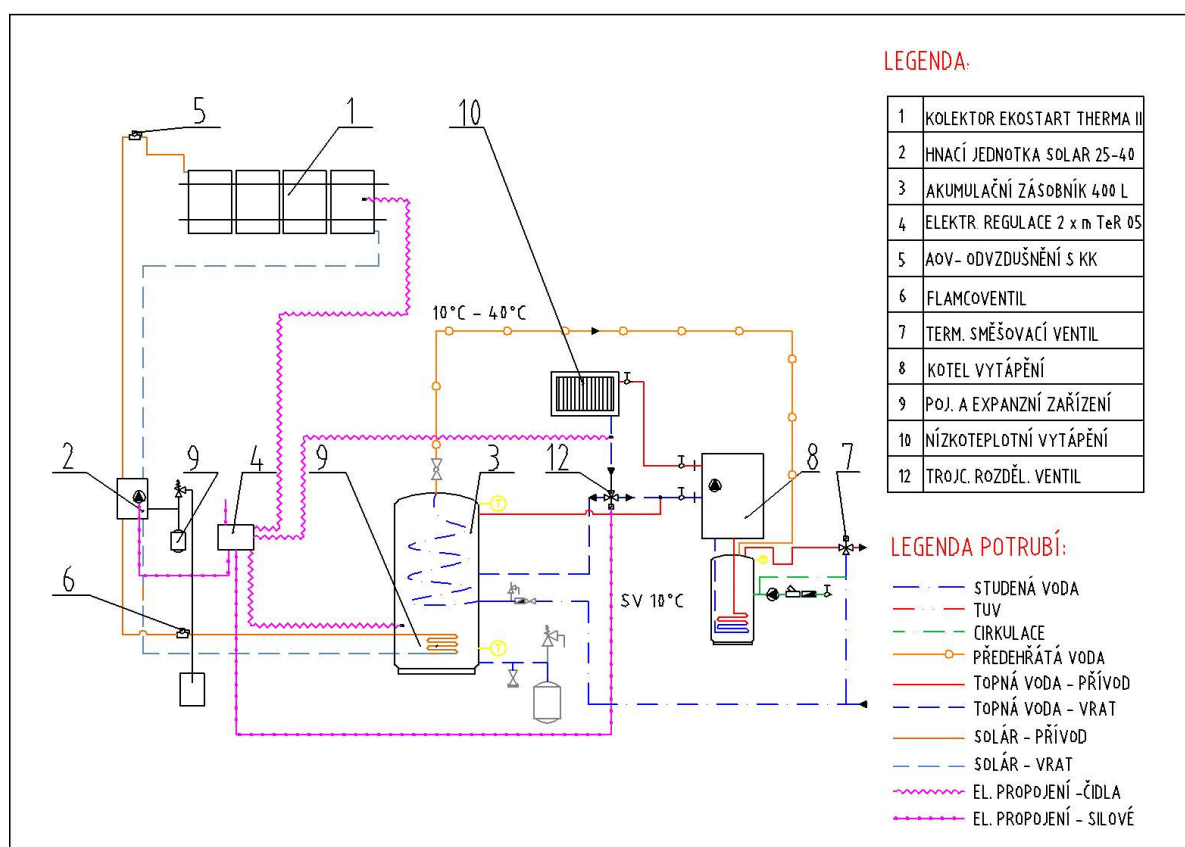 LEGENDA:
5
1
10
1 KOLEKTOR EKOSTART THERMA II
2 HNACÍ JEDNOTKA SOLAR 25-40
3 AKUMULAČNÍ ZÁSOBNÍK 400 L
4 ELEKTR. REGULACE 2 x m TeR 05
5 AOV- ODVZDUŠNĚNÍ S KK
6 FLAMCOVENTIL
7 TERM. SMĚŠOVACÍ VENTIL
8 KOTEL VYTÁPĚNÍ
9 POJ. A EXPANZNÍ ZAŘÍZENÍ
10 NÍZKOTEPLOTNÍ VYTÁPĚNÍ
12 TROJC. ROZDĚL. VENTIL
10°C - 40°C
2
9
4
9
3
12
8
7
T
6
SV 10°C
T
LEGENDA POTRUBÍ:
STUDENÁ VODA
TUV
CIRKULACE
PŘEDEHŘÁTÁ VODA
TOPNÁ VODA - PŘÍVOD
TOPNÁ VODA - VRAT
SOLÁR - PŘÍVOD
SOLÁR - VRAT
EL. PROPOJENÍ -ČIDLA
EL. PROPOJENÍ - SILOVÉ